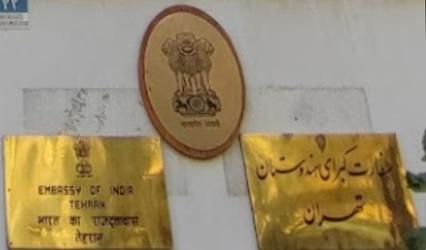 सत्यमेव जयते
EMBASSY OF INDIA
TEHRAN
भारत का राजदूतावास
तेहरान
سفارت کبرای هندوستان
تهران